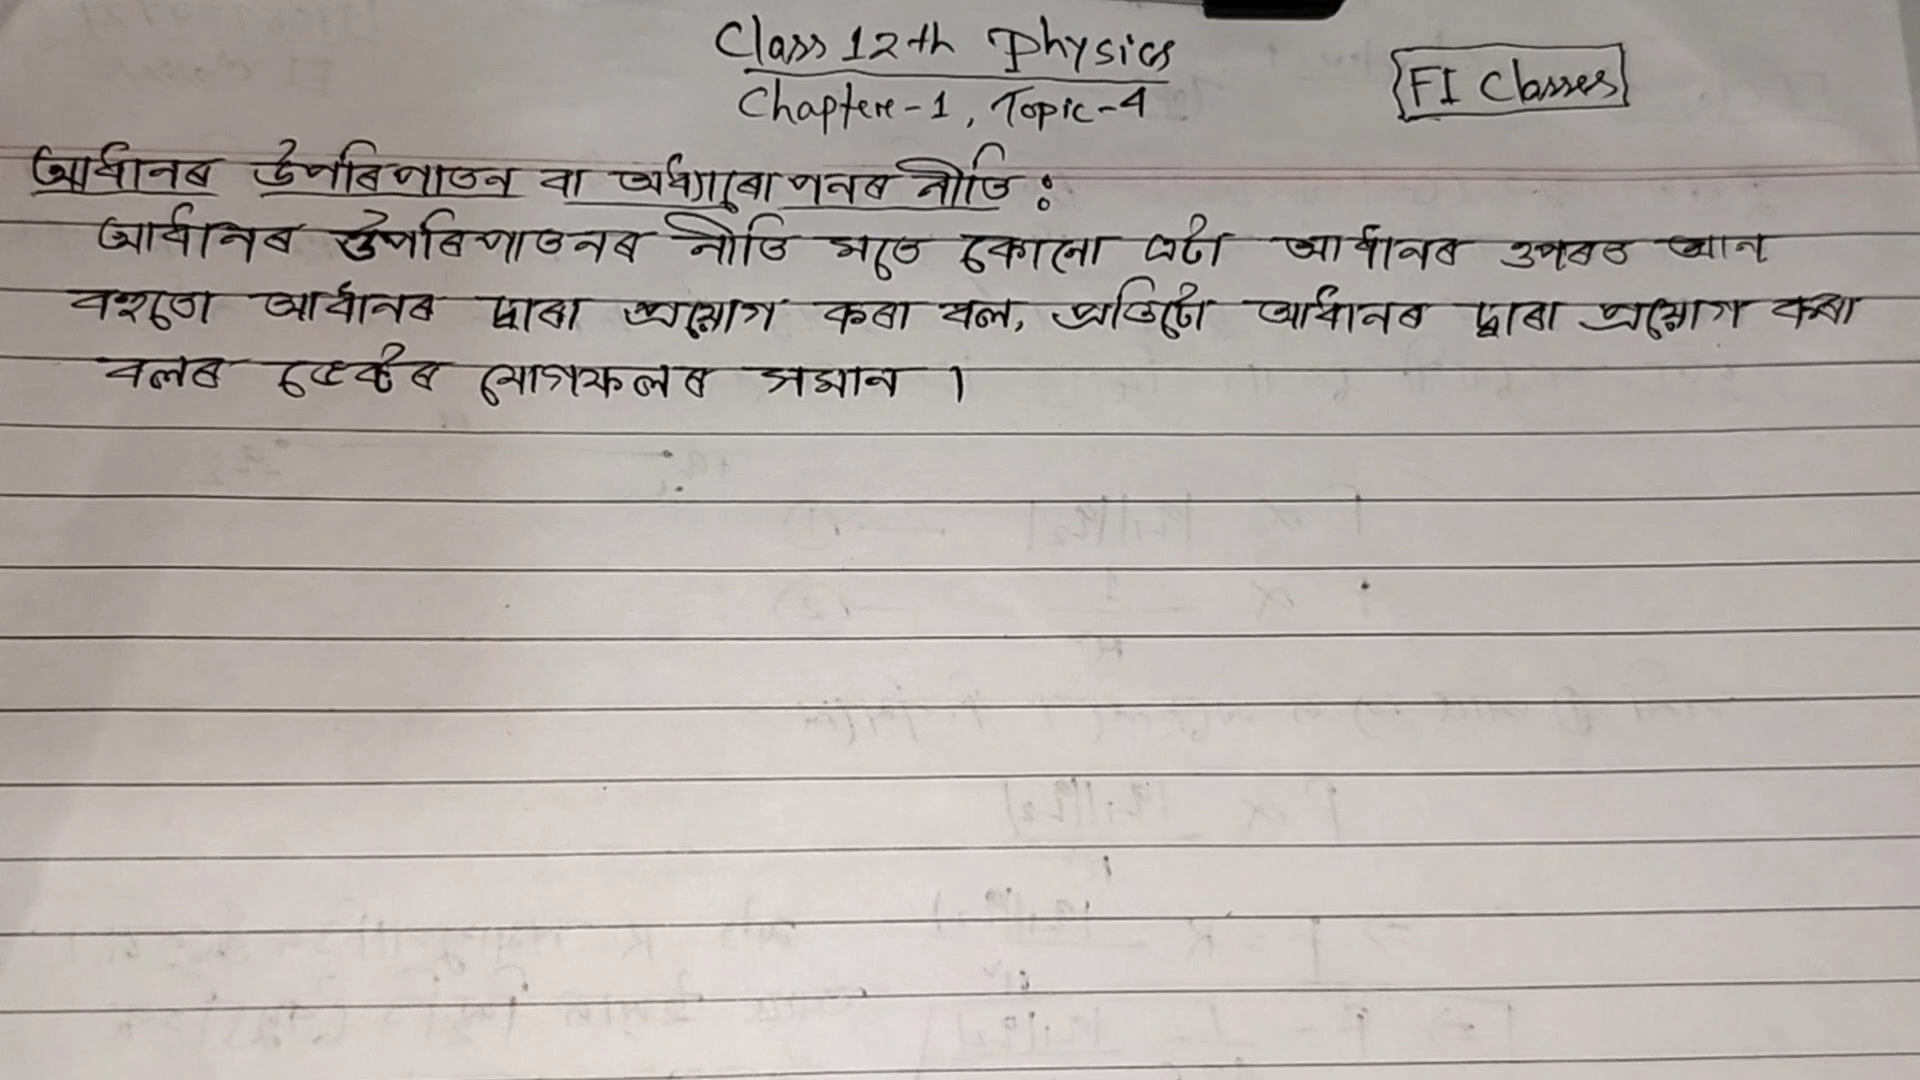 Class 12th Physics
FI Classes
Chapter-1, Topic-4
আধানৰ উপৰিপাতন বা অধ্যাৰোপনৰ নীতি :
আধানৰ উপৰিপাতনৰ নীতি মতে কোনো এটা আধানৰ ওপৰত আন
বহুতো আধানৰ দ্বাৰা প্ৰয়োগ কৰা বল, প্ৰতিটো আধানৰ দ্বাৰা প্ৰয়োগ কৰা
বলৰ ভেক্টৰ যোগফলৰ সমান ।